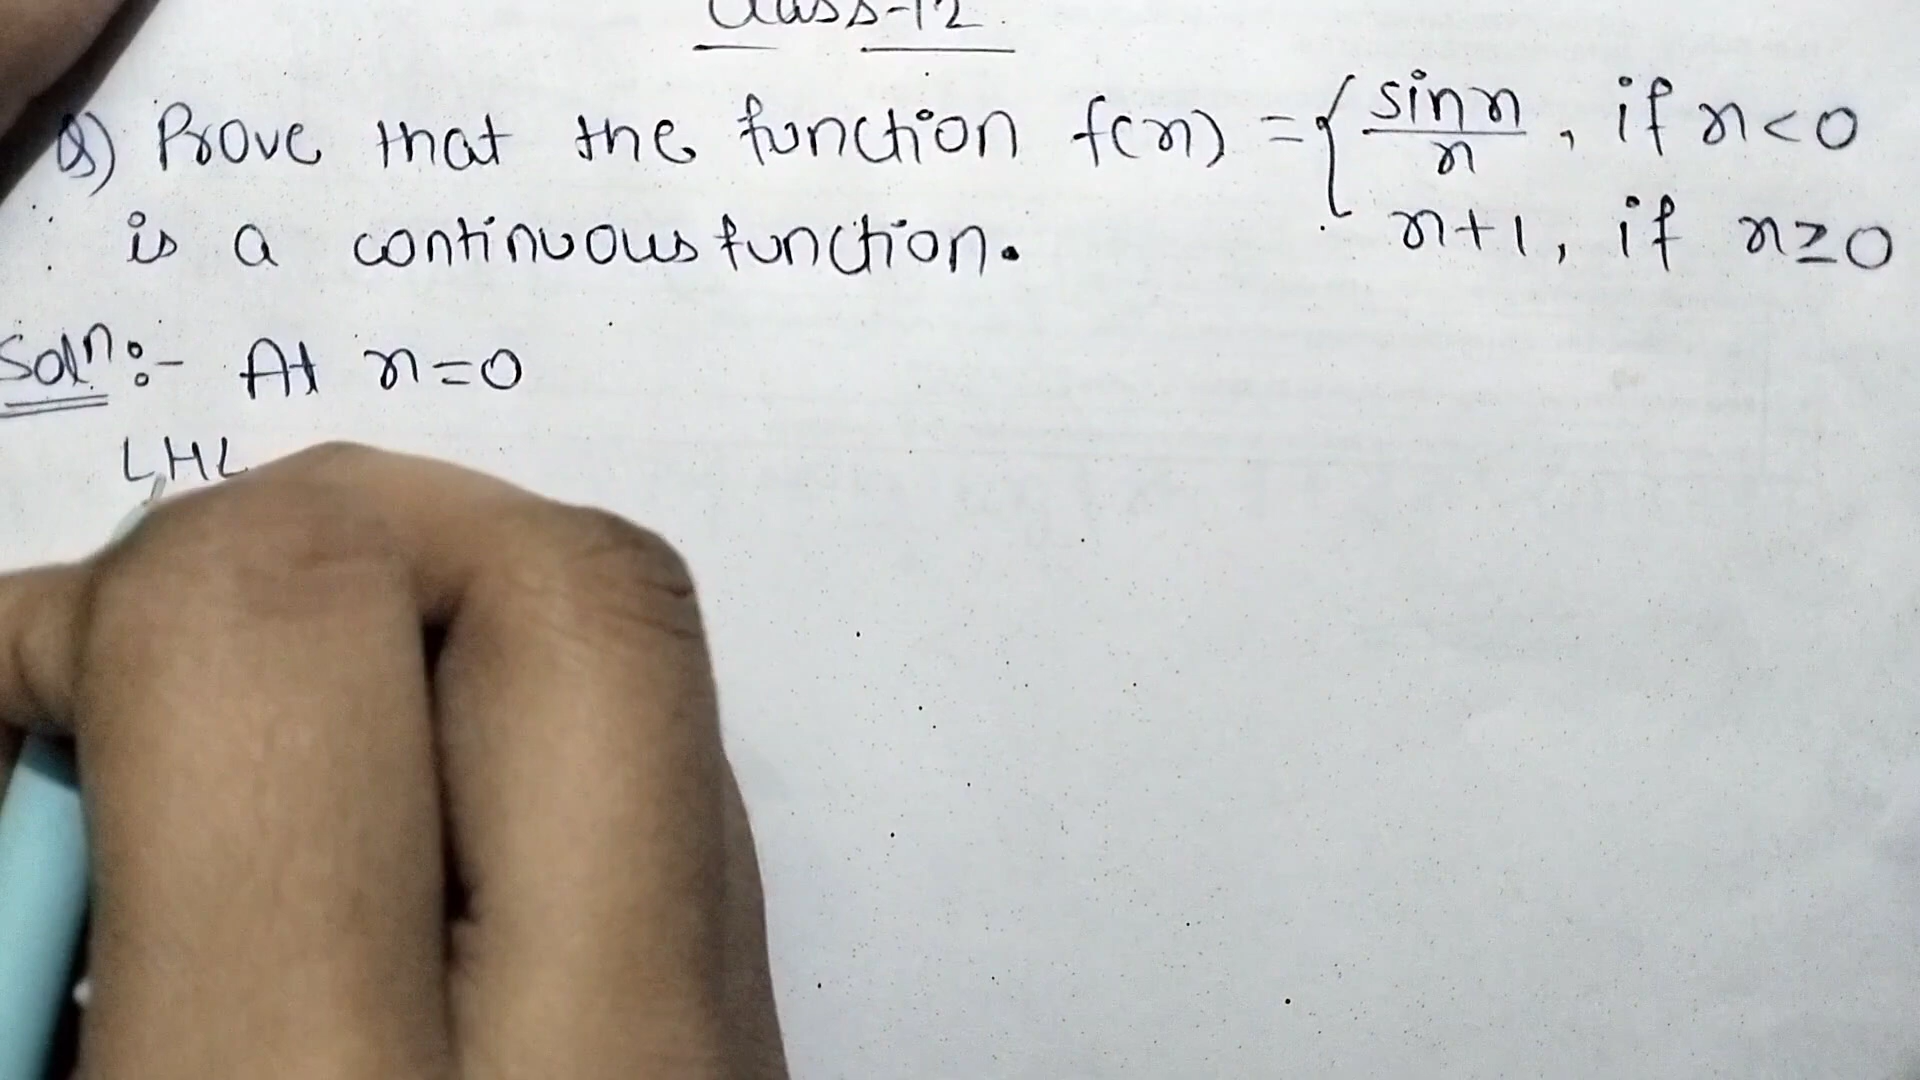 Class-12
Q) Prove that the function f(x) = { sin x / x , if x < 0
is a continuous function. x+1, if x ≥ 0
Solⁿ:- At x=0
LHL